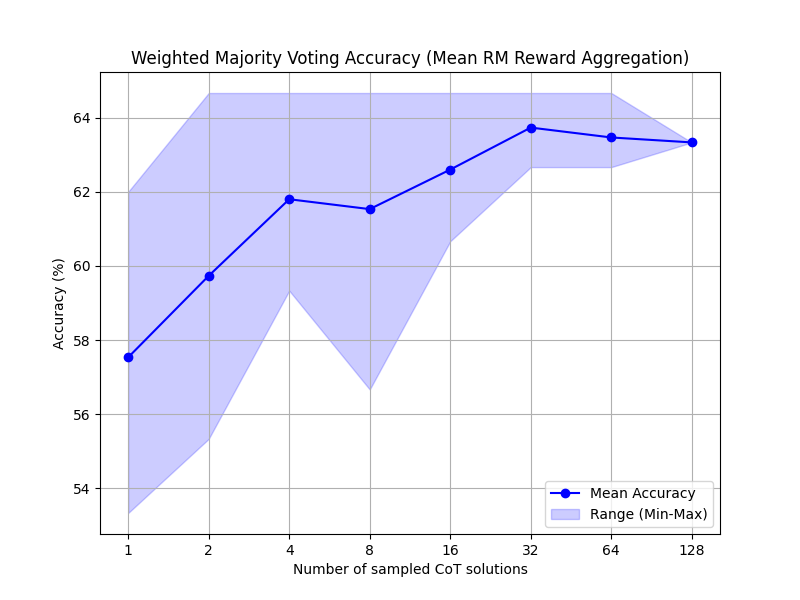 Weighted Majority Voting Accuracy (Mean RM Reward Aggregation)
Accuracy (%)
64
62
60
58
56
54
1 2 4 8 16 32 64 128
Number of sampled CoT solutions
Mean Accuracy
Range (Min-Max)